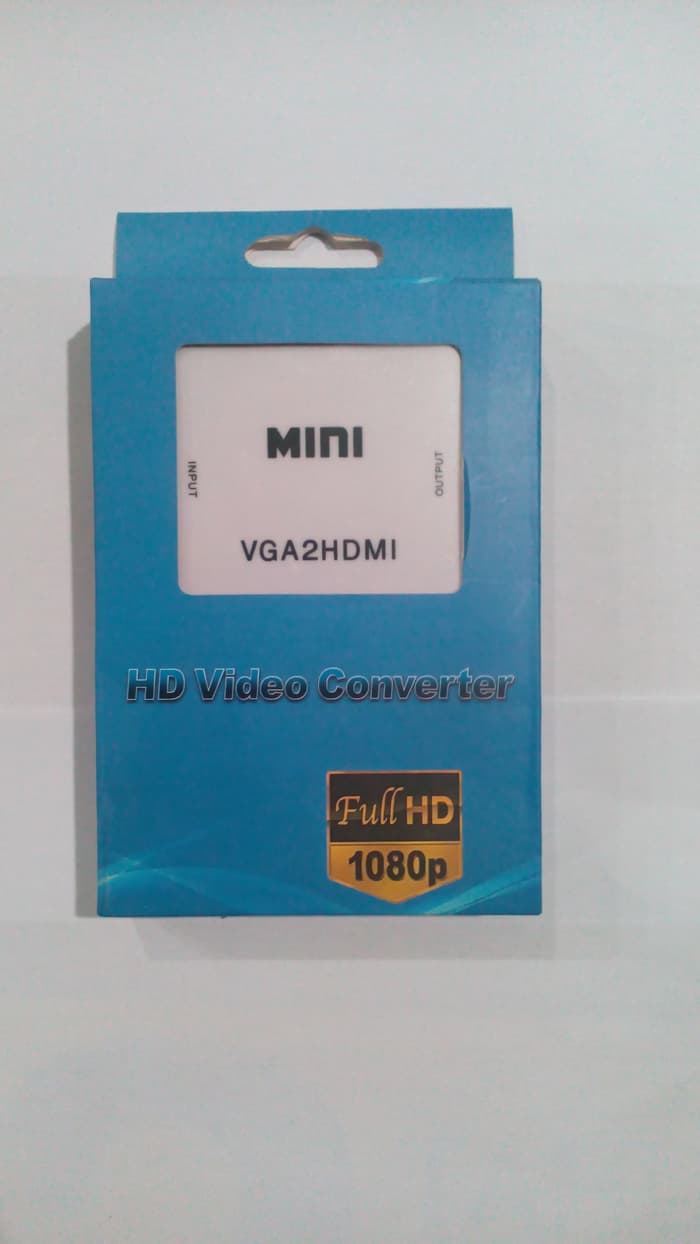 MINI
INPUT
OUTPUT
VGA2HDMI
HD Video Converter
Full HD
1080p